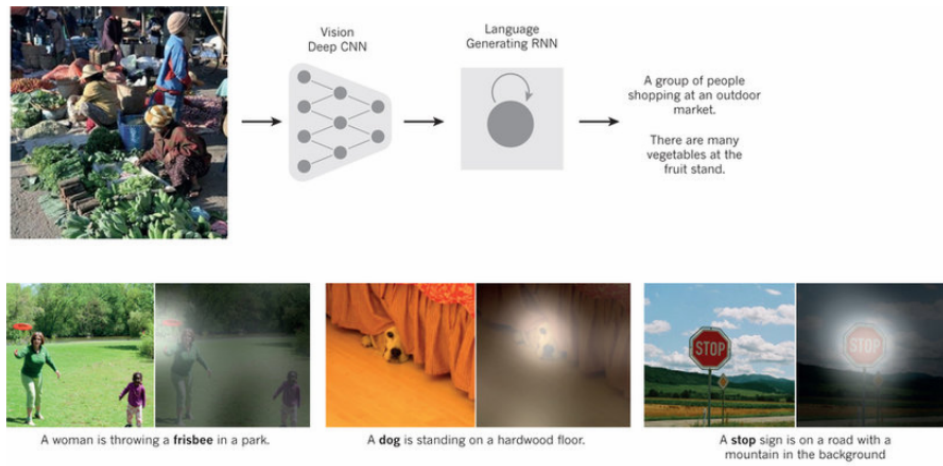 Vision
Deep CNN
Language
Generating RNN
A group of people
shopping at an outdoor
market.
There are many
vegetables at the
fruit stand.
STOP
STOP
A woman is throwing a frisbee in a park.
A dog is standing on a hardwood floor.
A stop sign is on a road with a
mountain in the background